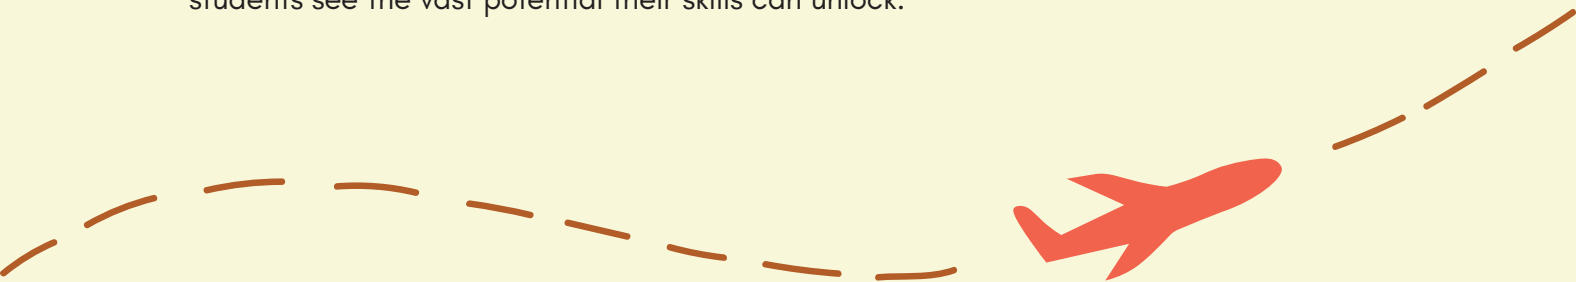 students see the vast potential their skills can unlock.